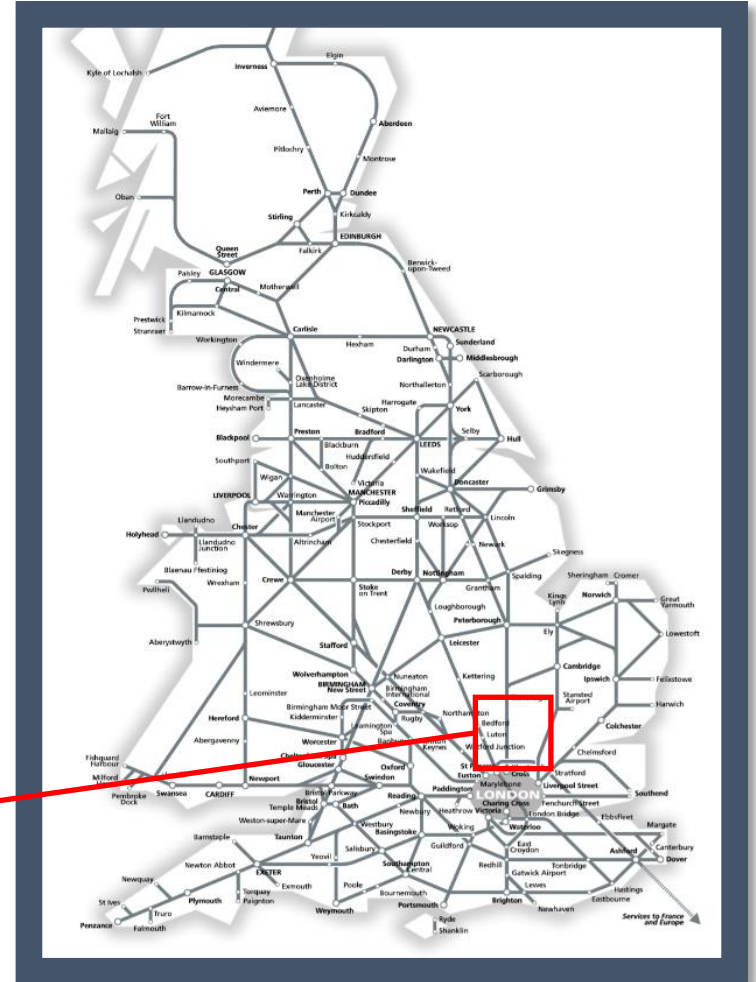 Elgin
Inverness
Kyle of Lochalsh
Aviemore
Aberdeen
Fort
William
Mallaig
Pitlochry
Montrose
Perth
Dundee
Oban
Stirling
Kirkcaldy
EDINBURGH
Queen
Street
Falkirk
Berwick-
upon-Tweed
Paisley
GLASGOW
Central
Motherwell
Prestwick
Kilmarnock
Stranraer
Carlisle
NEWCASTLE
Workington
Hexham
Durham
Sunderland
Darlington
Middlesbrough
Windermere
Scarborough
Oxenholme
Lake District
Barrow-in-Furness
Northallerton
Morecambe
Heysham Port
Lancaster
Harrogate
York
Skipton
Blackpool
Preston
Bradford
Selby
Hull
Blackburn
LEEDS
Huddersfield
Southport
Bolton
Wakefield
Wigan
Victoria
Doncaster
MANCHESTER
Piccadilly
Grimsby
LIVERPOOL
Warrington
Manchester
Airport
Sheffield
Retford
Lincoln
Llandudno
Stockport
Worksop
Holyhead
Chester
Llandudno
Junction
Altrincham
Chesterfield
Newark
Skegness
Blaenau Ffestiniog
Derby
Nottingham
Spalding
Sheringham
Cromer
Pwllheli
Wrexham
Crewe
Stoke
on Trent
Grantham
Kings
Lynn
Norwich
Great
Yarmouth
Loughborough
Shrewsbury
Peterborough
Ely
Lowestoft
Aberystwyth
Stafford
Leicester
Cambridge
Wolverhampton
Nuneaton
Kettering
Ipswich
Felixstowe
BIRMINGHAM
New Street
Birmingham
International
Stansted
Airport
Leominster
Birmingham Moor Street
Coventry
Northampton
Harwich
Hereford
Kidderminster
Rugby
Bedford
Colchester
Leamington
Spa
Luton
Abergavenny
Worcester
Keynes
Watford Junction
Chelmsford
Fishguard
Harbour
Gloucester
Oxford
Stratford
Milford
Newport
Swindon
Euston
Cross
Liverpool Street
Pembroke
Dock
Swansea
CARDIFF
Bristol Parkway
Paddington
Marylebone
Southend
Bristol
Temple Meads
Bath
Reading
LONDON
Fenchurch Street
Charing Cross
Weston-super-Mare
Newbury
Heathrow
Victoria
London Bridge
Ebbsfleet
Westbury
Margate
Barnstaple
Taunton
Basingstoke
Woking
Waterloo
Canterbury
Salisbury
Guildford
East
Croydon
Ashford
Newton Abbot
Yeovil
Southampton
Central
Redhill
Tonbridge
Dover
EXETER
Gatwick Airport
Newquay
Exmouth
Poole
Lewes
Hastings
Torquay
Paignton
Bournemouth
Eastbourne
St Ives
Plymouth
Weymouth
Portsmouth
Brighton
Newhaven
Truro
Ryde
Services to France
and Europe
Penzance
Falmouth
Shanklin